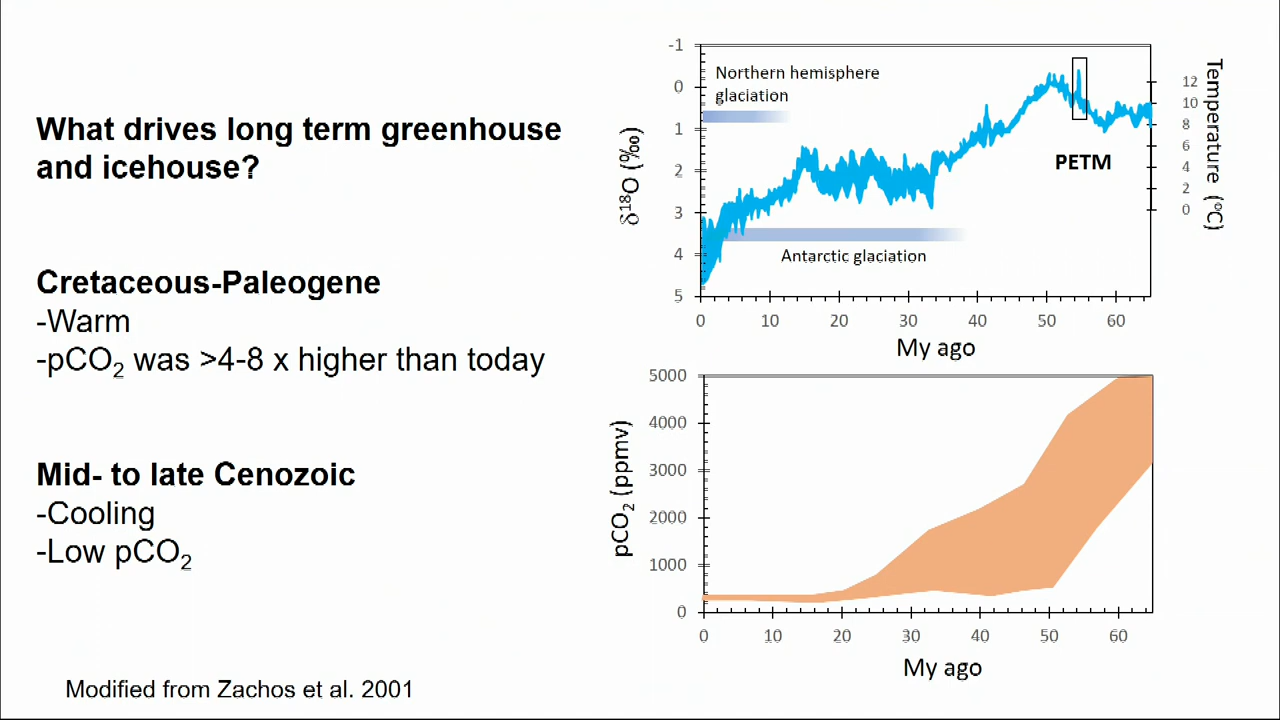 What drives long term greenhouse
and icehouse?
Cretaceous-Paleogene
-Warm
-pCO₂ was >4-8 x higher than today
Mid- to late Cenozoic
-Cooling
-Low pCO₂
Modified from Zachos et al. 2001
-1
0
1
2
3
4
5
δ¹⁸O (‰)
Northern hemisphere
glaciation
PETM
Antarctic glaciation
12
10
8
6
4
2
0
Temperature (ºC)
0 10 20 30 40 50 60
My ago
5000
4000
3000
2000
1000
0
pCO₂ (ppmv)
0 10 20 30 40 50 60
My ago